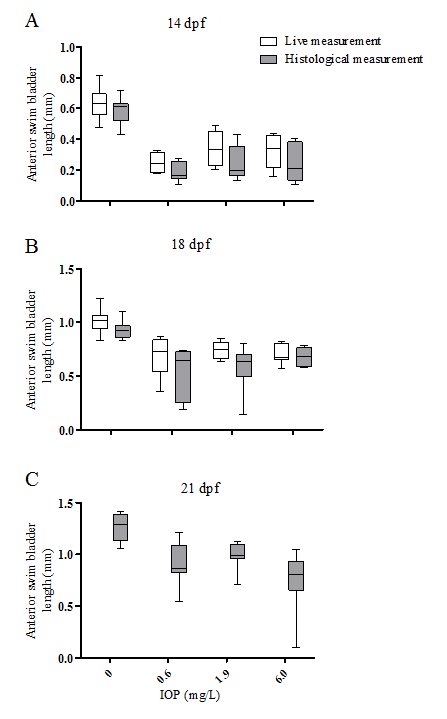 A
14 dpf
Live measurement
Histological measurement
Anterior swim bladder
length (mm)
1.0
0.8
0.6
0.4
0.2
0.0
B
18 dpf
Anterior swim bladder
length (mm)
1.5
1.0
0.5
0.0
C
21 dpf
Anterior swim bladder
length (mm)
1.5
1.0
0.5
0.0
0
0.6
1.9
6.0
IOP (mg/L)